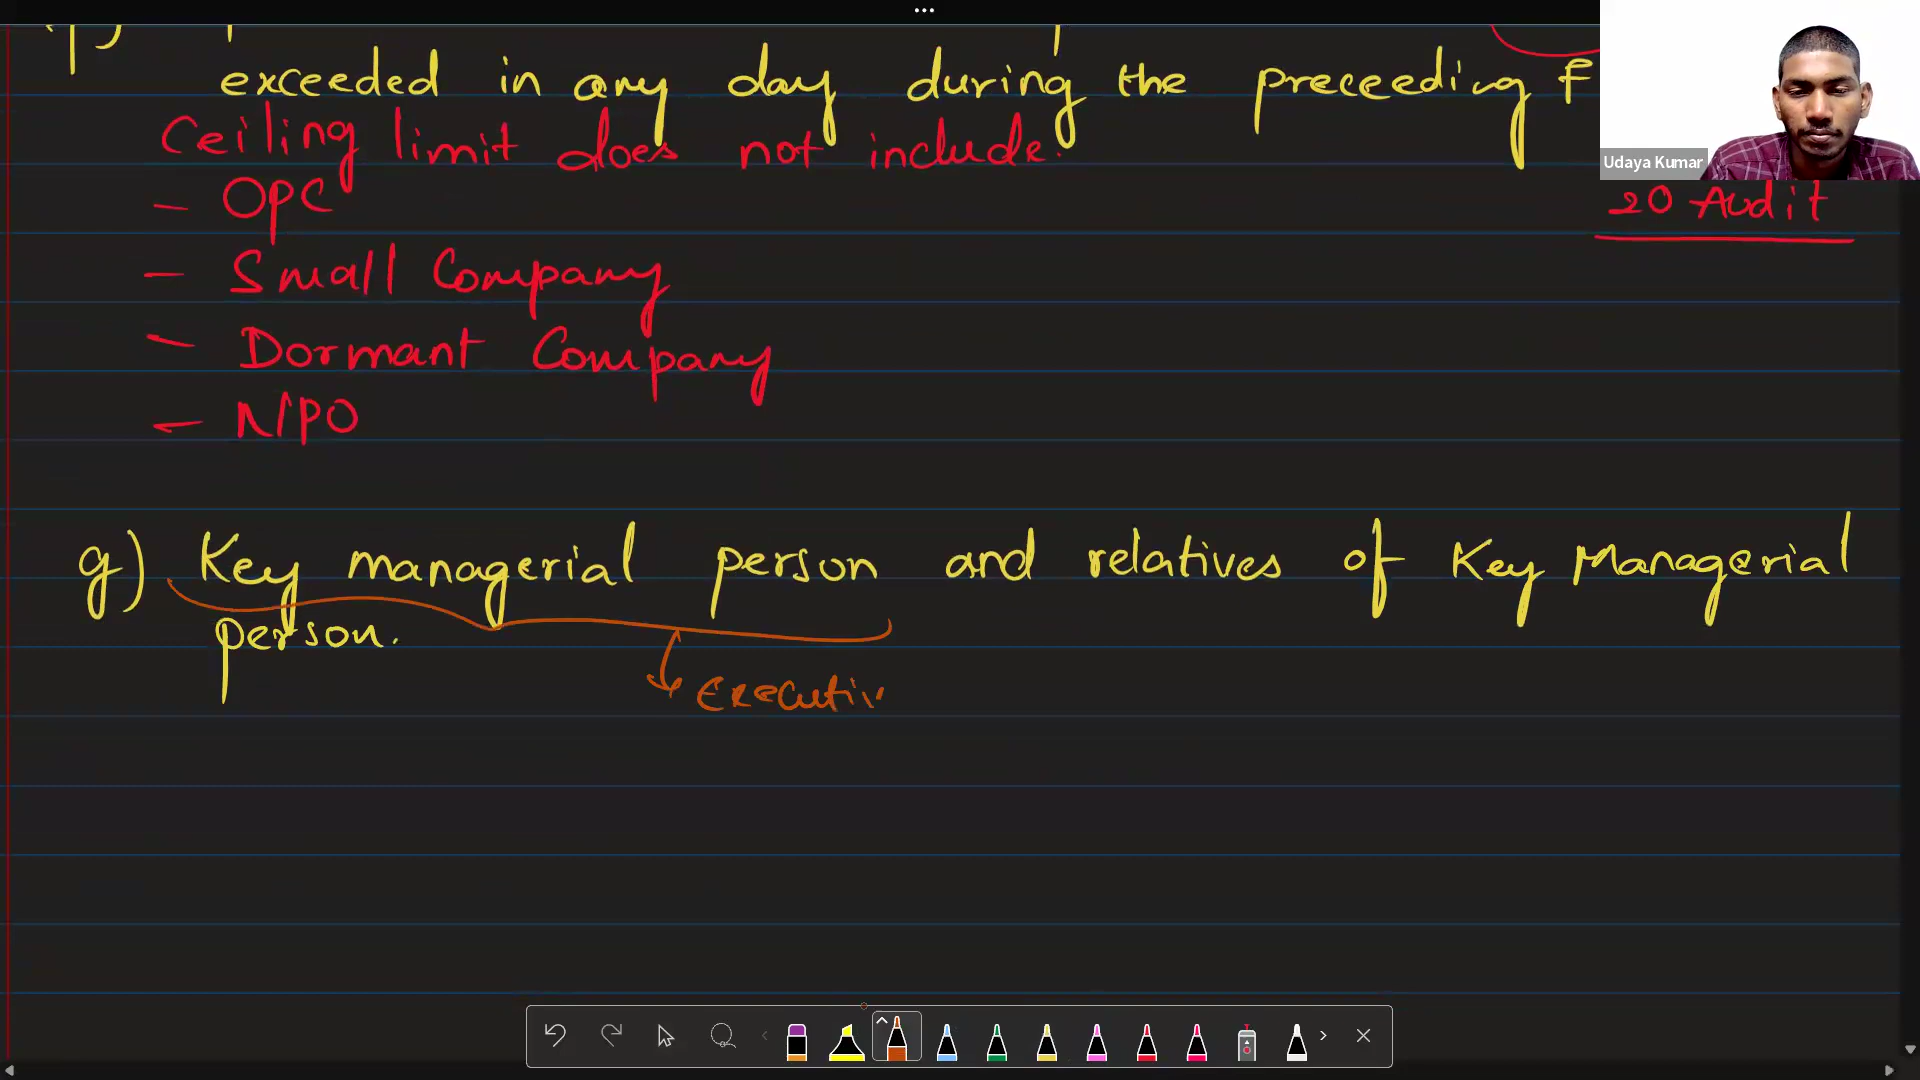 exceeded in any day during the preceeding F
Udaya Kumar
Ceiling limit does not include.
20 Audit
- OPC
- Small Company
- Dormant Company
- N/PO
g) Key managerial person and relatives of Key Managerial
person.
Executiv